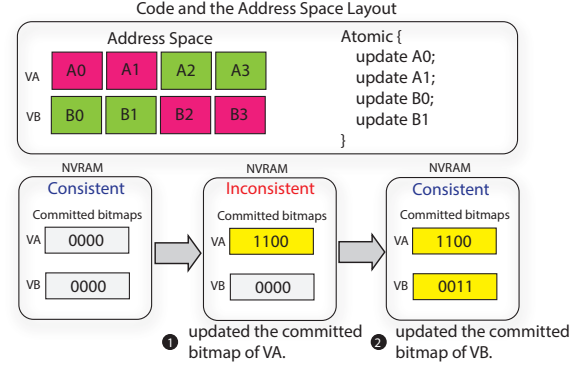 Code and the Address Space Layout
Address Space
VA A0 A1 A2 A3
VB B0 B1 B2 B3
Atomic {
update A0;
update A1;
update B0;
update B1
}
NVRAM
Consistent
Committed bitmaps
VA 0000
VB 0000
NVRAM
Inconsistent
Committed bitmaps
VA 1100
VB 0000
NVRAM
Consistent
Committed bitmaps
VA 1100
VB 0011
1 updated the committed
bitmap of VA.
2 updated the committed
bitmap of VB.